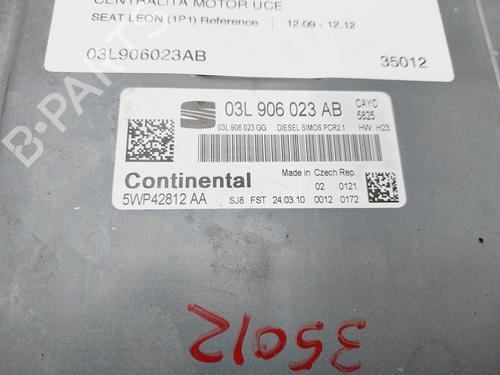 CENTRALITA MOTOR UCE
SEAT LEON (1P1) Reference | 12.09 - 12.12
03L906023AB 35012
03L 906 023 AB CAYC
5825
03L 906 023 GG DIESEL SIMOS PCR2.1 HW H23
Continental Made in Czech Rep.
02 0121
5WP42812 AA SJ8 FST 24.03.10 0012 0172
35012